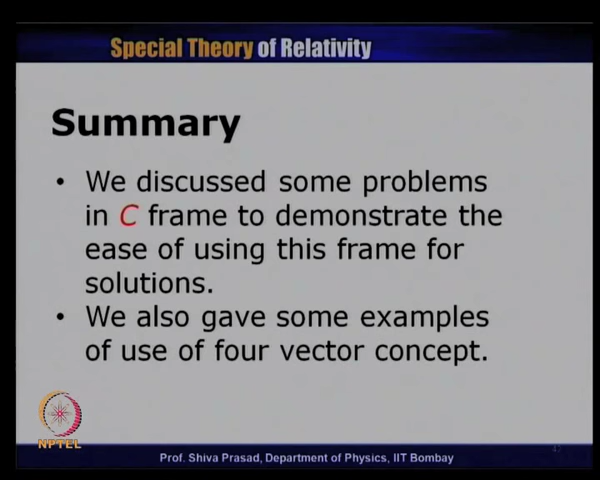 Special Theory of Relativity
Summary
• We discussed some problems
in C frame to demonstrate the
ease of using this frame for
solutions.
• We also gave some examples
of use of four vector concept.
NPTEL
Prof. Shiva Prasad, Department of Physics, IIT Bombay